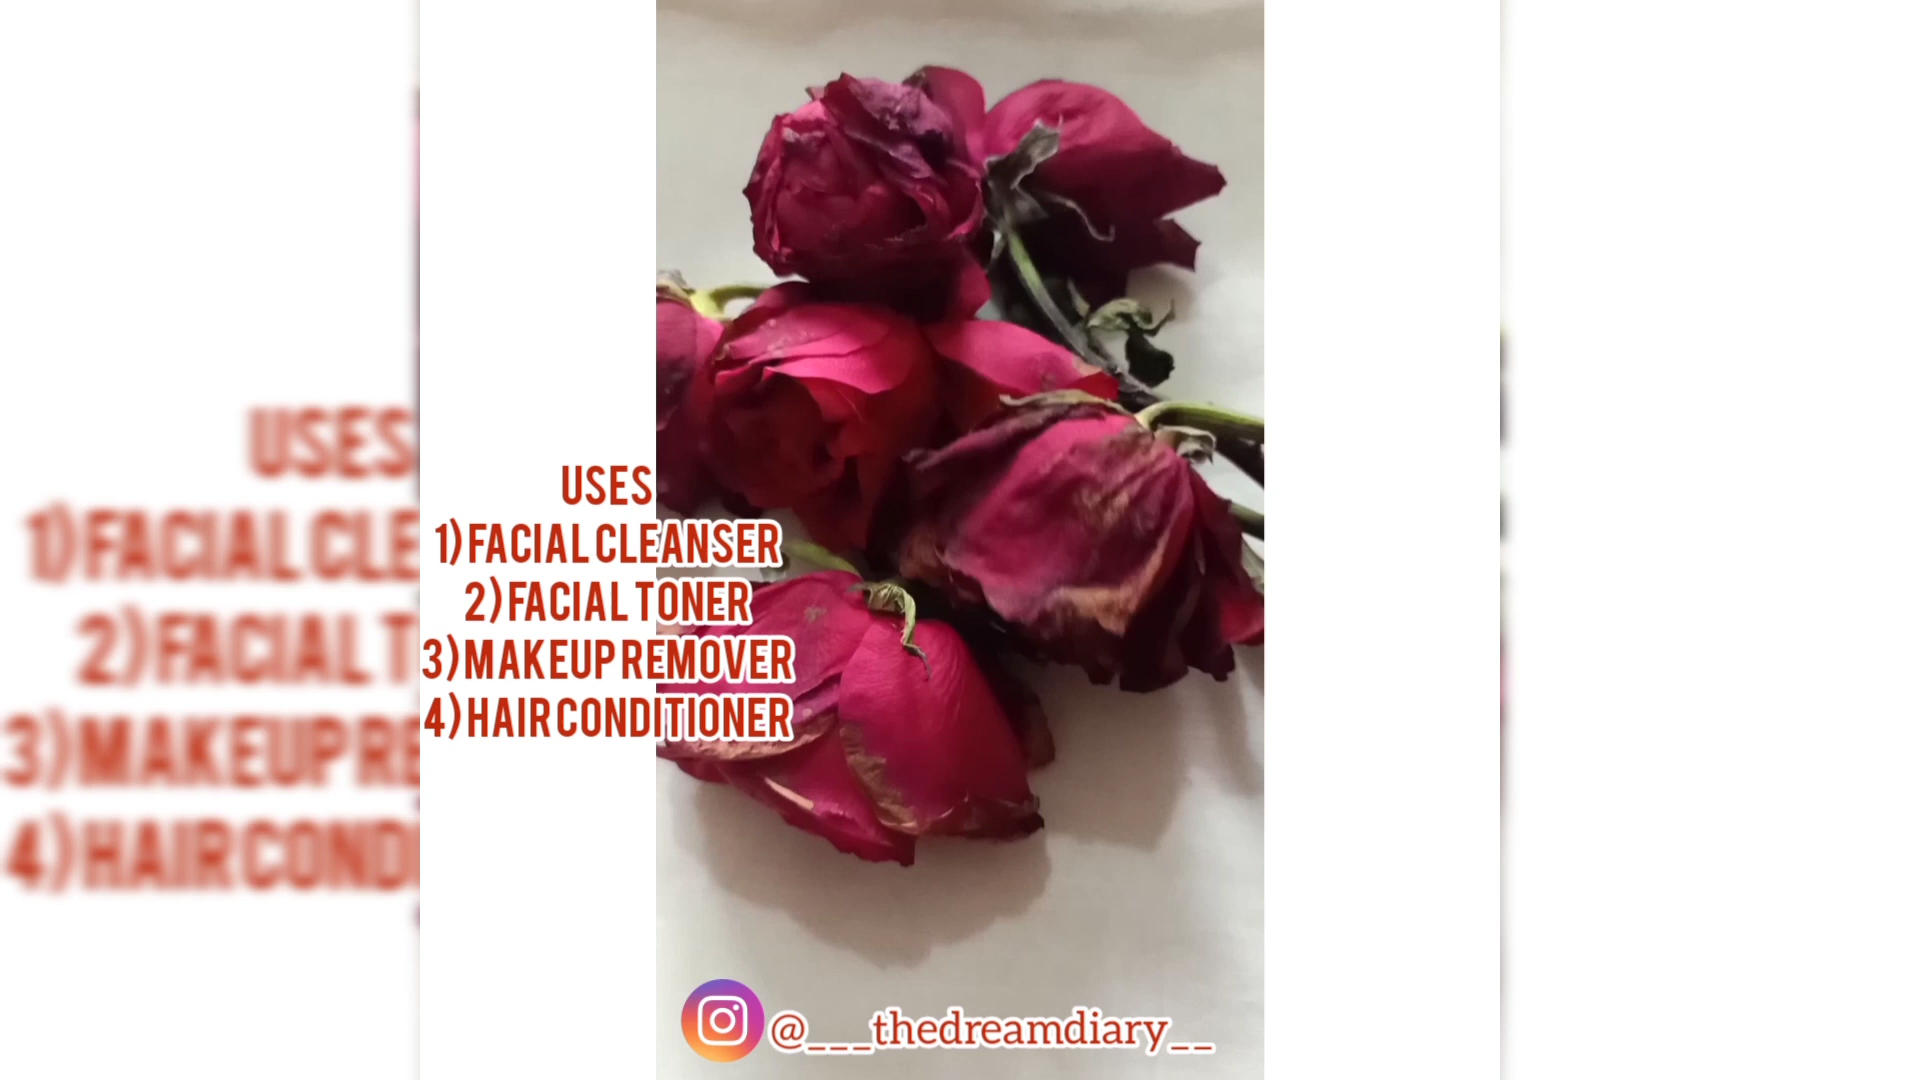 USES
1) FACIAL CLEANSER
2) FACIAL TONER
3) MAKEUP REMOVER
4) HAIR CONDITIONER
@___thedreamdiary__